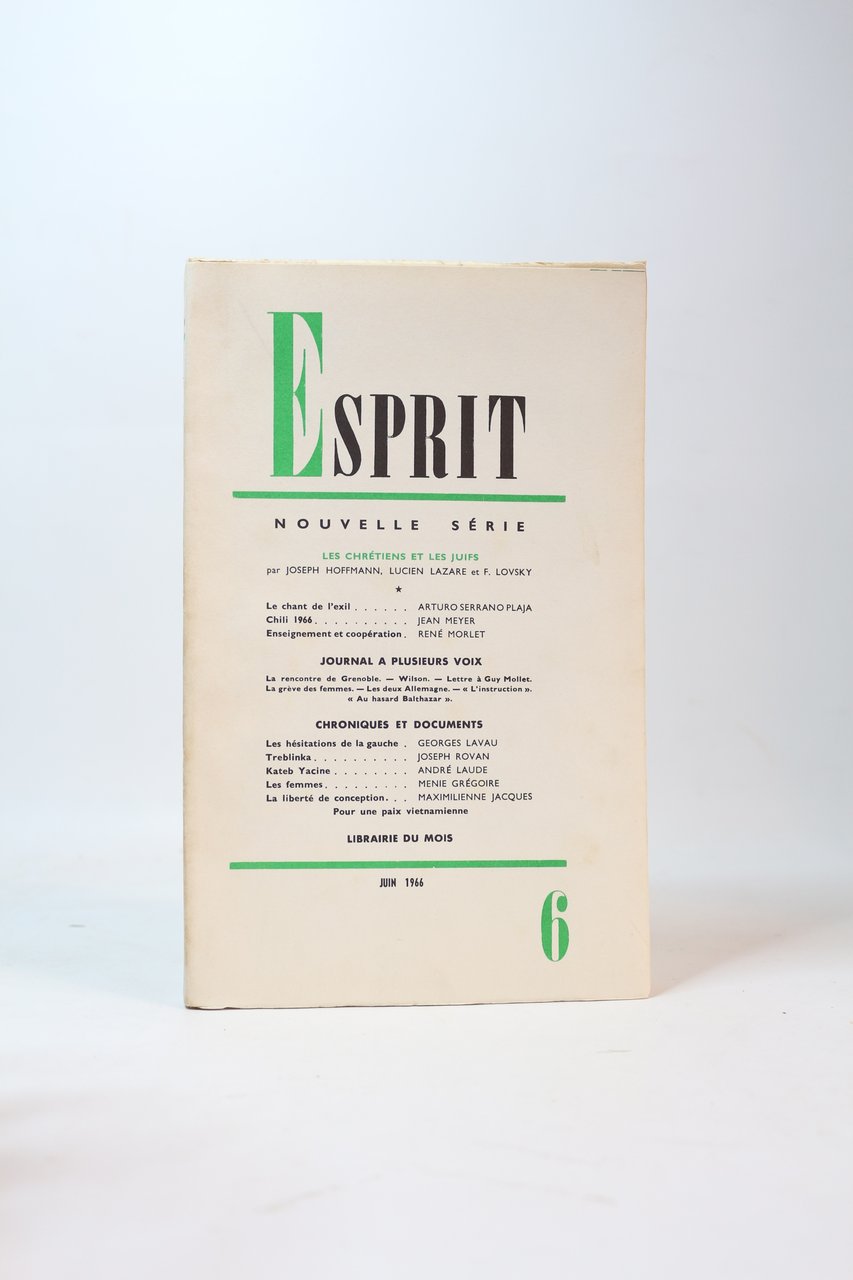 ESPRIT
NOUVELLE SÉRIE
LES CHRÉTIENS ET LES JUIFS
par JOSEPH HOFFMANN, LUCIEN LAZARE et F. LOVSKY
★
Le chant de l'exil . . . . . . ARTURO SERRANO PLAJA
Chili 1966 . . . . . . . . . . JEAN MEYER
Enseignement et coopération . RENÉ MORLET
JOURNAL A PLUSIEURS VOIX
La rencontre de Grenoble. — Wilson. — Lettre à Guy Mollet.
La grève des femmes. — Les deux Allemagne. — « L'instruction ».
« Au hasard Balthazar ».
CHRONIQUES ET DOCUMENTS
Les hésitations de la gauche . GEORGES LAVAU
Treblinka . . . . . . . . . . JOSEPH ROVAN
Kateb Yacine . . . . . . . . ANDRÉ LAUDE
Les femmes . . . . . . . . . MENIE GRÉGOIRE
La liberté de conception . . . MAXIMILIENNE JACQUES
Pour une paix vietnamienne
LIBRAIRIE DU MOIS
JUIN 1966
6